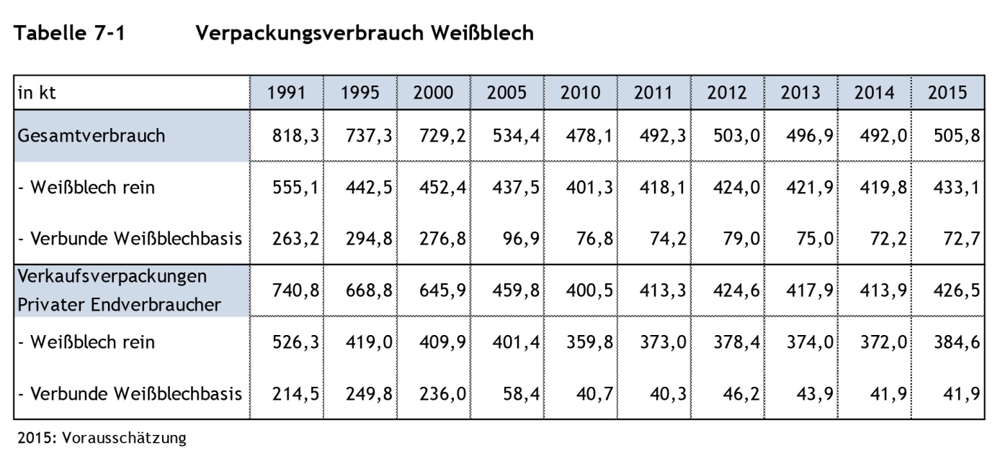 Tabelle 7-1 Verpackungsverbrauch Weißblech
in kt 1991 1995 2000 2005 2010 2011 2012 2013 2014 2015
Gesamtverbrauch 818,3 737,3 729,2 534,4 478,1 492,3 503,0 496,9 492,0 505,8
- Weißblech rein 555,1 442,5 452,4 437,5 401,3 418,1 424,0 421,9 419,8 433,1
- Verbunde Weißblechbasis 263,2 294,8 276,8 96,9 76,8 74,2 79,0 75,0 72,2 72,7
Verkaufsverpackungen
Privater Endverbraucher 740,8 668,8 645,9 459,8 400,5 413,3 424,6 417,9 413,9 426,5
- Weißblech rein 526,3 419,0 409,9 401,4 359,8 373,0 378,4 374,0 372,0 384,6
- Verbunde Weißblechbasis 214,5 249,8 236,0 58,4 40,7 40,3 46,2 43,9 41,9 41,9
2015: Vorausschätzung